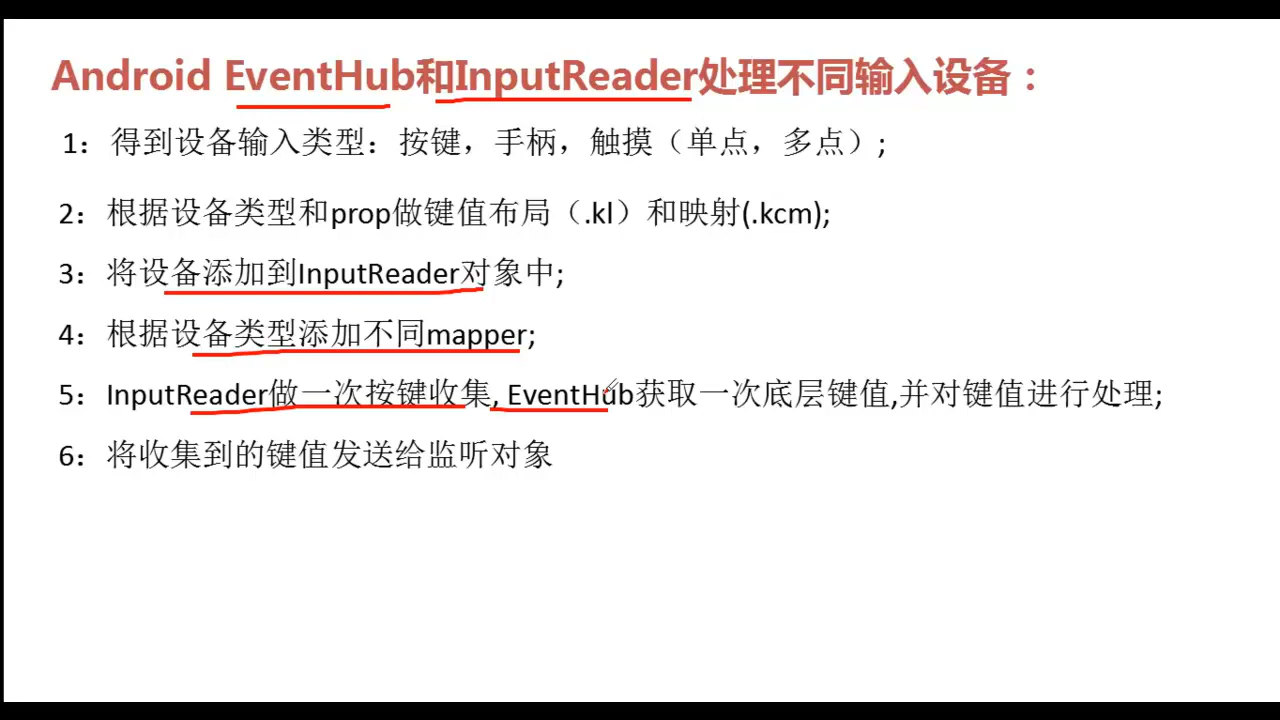 Android EventHub和InputReader处理不同输入设备：
1：得到设备输入类型：按键，手柄，触摸（单点，多点）;
2：根据设备类型和prop做键值布局（.kl）和映射(.kcm);
3：将设备添加到InputReader对象中;
4：根据设备类型添加不同mapper;
5：InputReader做一次按键收集, EventHub获取一次底层键值,并对键值进行处理;
6：将收集到的键值发送给监听对象